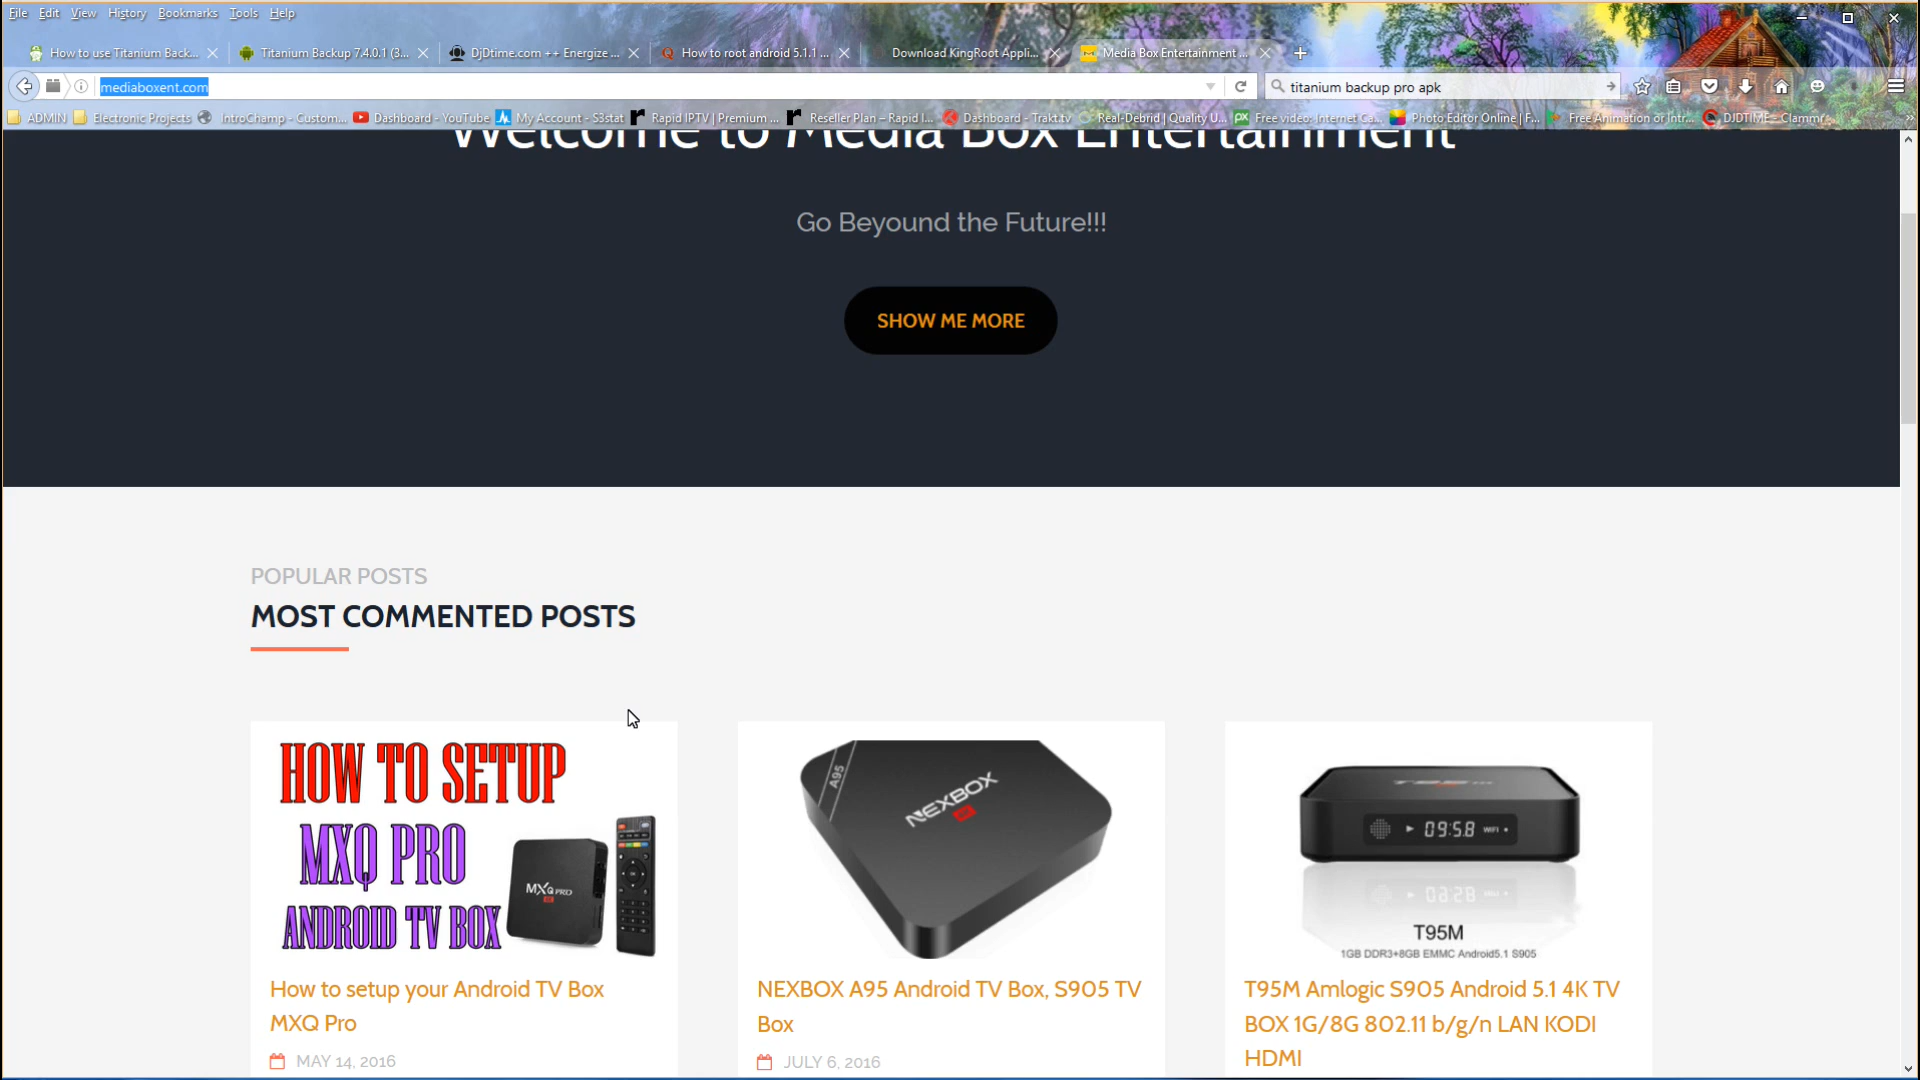 File Edit View History Bookmarks Tools Help
How to use Titanium Back... Titanium Backup 7.4.0.1 (3... DjDtime.com ++ Energize ... How to root android 5.1.1 ... Download KingRoot Appli... Media Box Entertainment ...
mediaboxent.com titanium backup pro apk
ADMIN Electronic Projects IntroChamp - Custom... Dashboard - YouTube My Account - S3stat Rapid IPTV | Premium ... Reseller Plan – Rapid I... Dashboard - Trakt.tv Real-Debrid | Quality U... Free video: Internet Ca... Photo Editor Online | F... Free Animation or Intr... DJDTIME - Clammr
Welcome to Media Box Entertainment
Go Beyound the Future!!!
SHOW ME MORE
POPULAR POSTS
MOST COMMENTED POSTS
HOW TO SETUP
MXQ PRO
ANDROID TV BOX
MXQ PRO
A95
NEXBOX
09:58 WIFI
T95M
1GB DDR3+8GB EMMC Android5.1 S905
How to setup your Android TV Box
MXQ Pro
MAY 14, 2016
NEXBOX A95 Android TV Box, S905 TV
Box
JULY 6, 2016
T95M Amlogic S905 Android 5.1 4K TV
BOX 1G/8G 802.11 b/g/n LAN KODI
HDMI